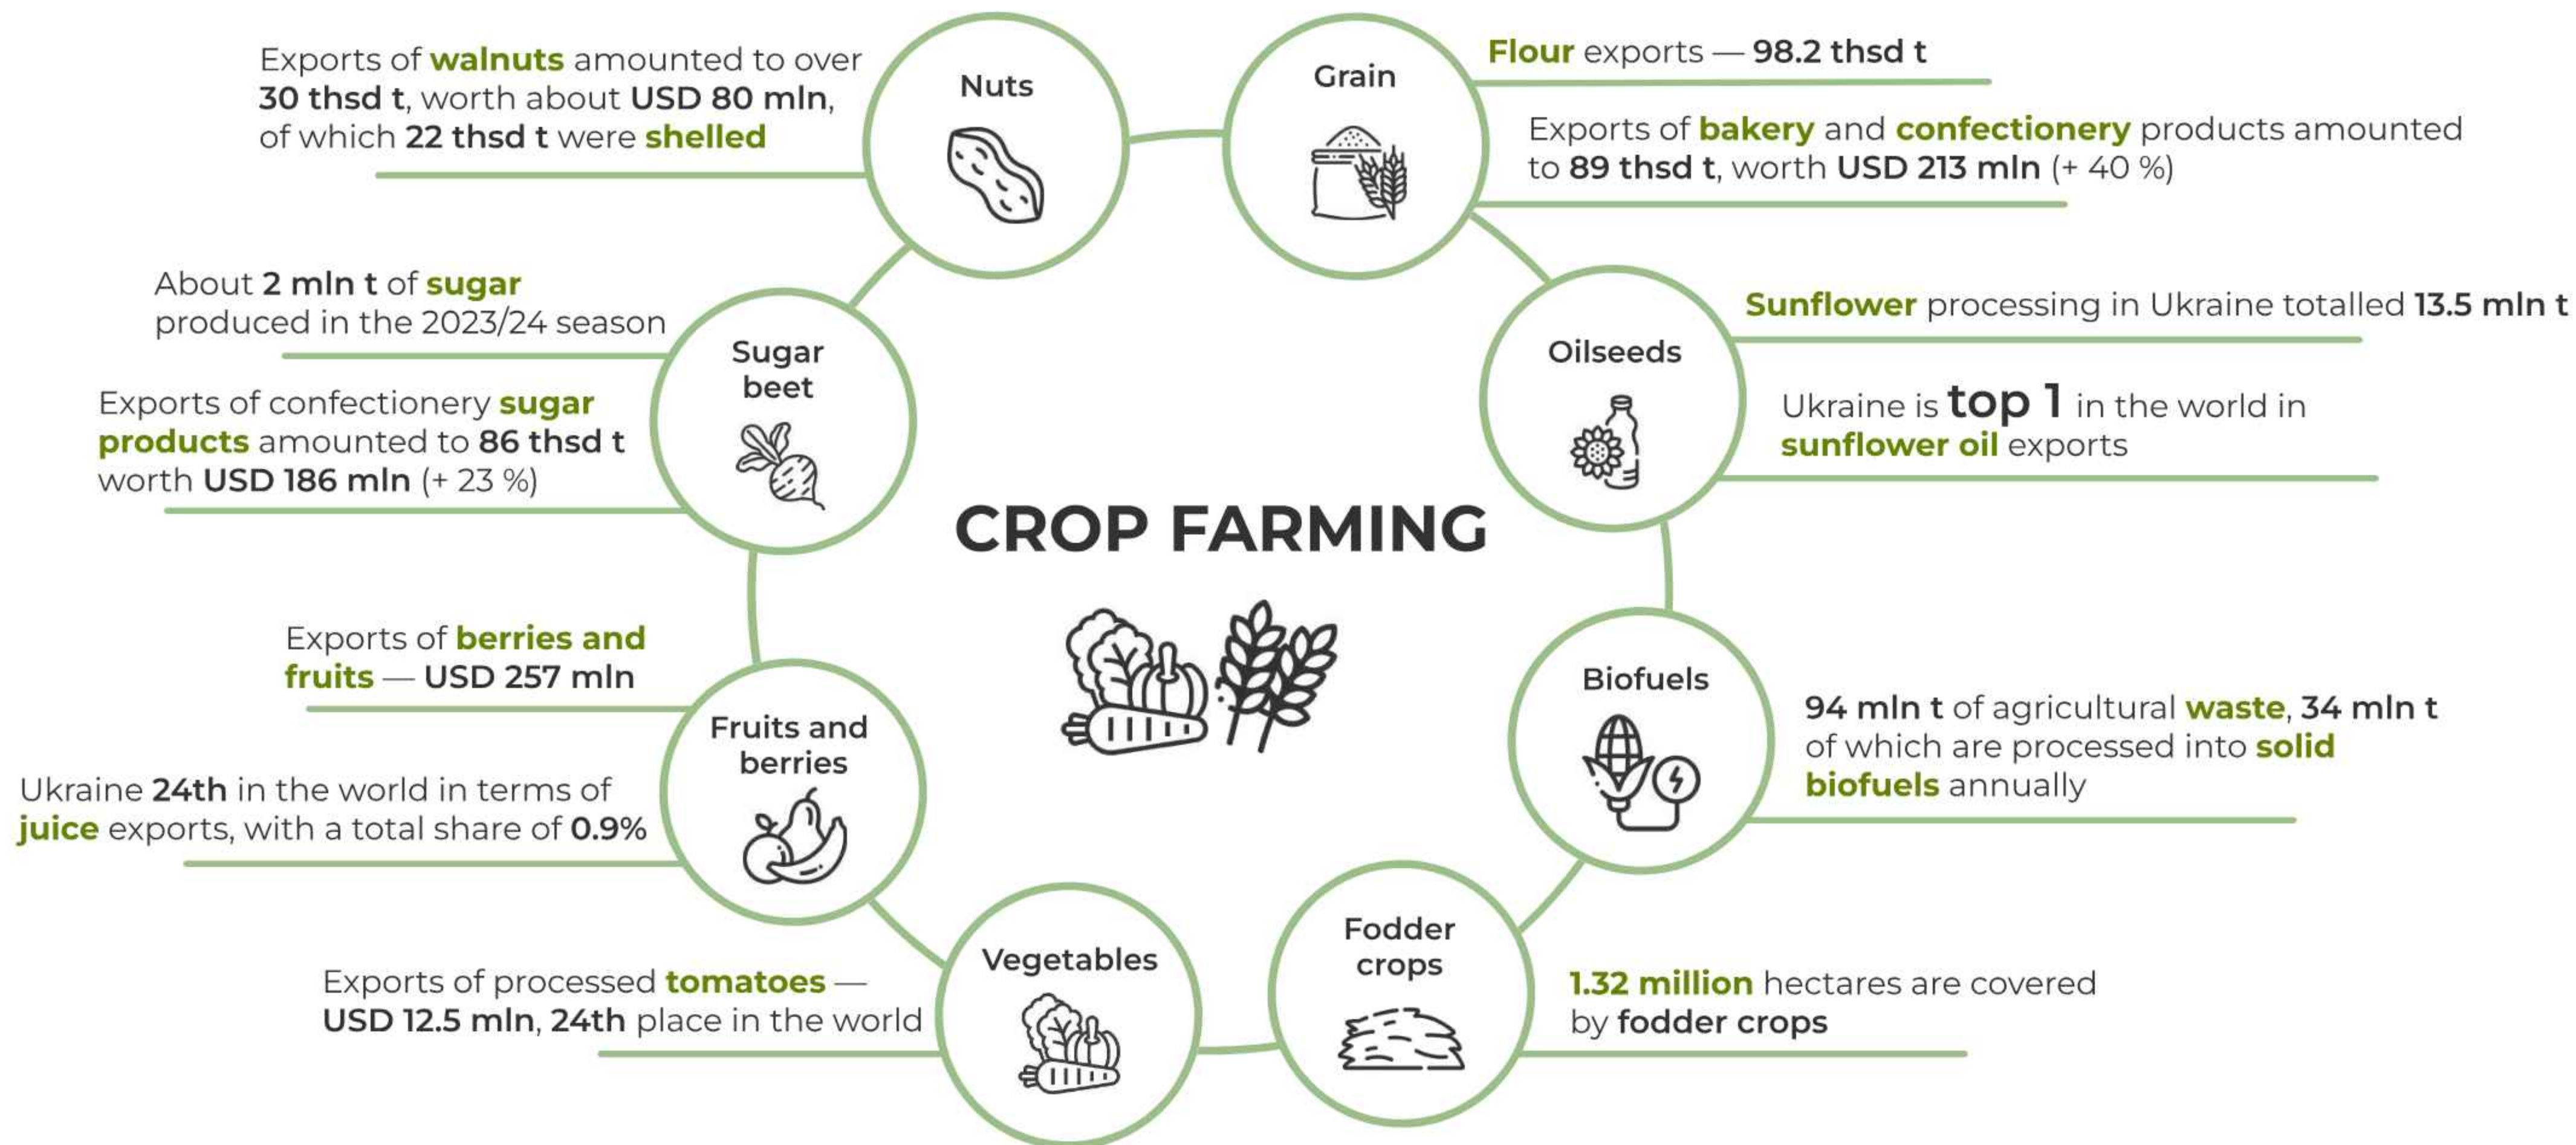 Exports of walnuts amounted to over
30 thsd t, worth about USD 80 mln,
of which 22 thsd t were shelled
Nuts
Grain
Flour exports — 98.2 thsd t
Exports of bakery and confectionery products amounted
to 89 thsd t, worth USD 213 mln (+ 40 %)
About 2 mln t of sugar
produced in the 2023/24 season
Exports of confectionery sugar
products amounted to 86 thsd t
worth USD 186 mln (+ 23 %)
Sugar
beet
Oilseeds
Sunflower processing in Ukraine totalled 13.5 mln t
Ukraine is top 1 in the world in
sunflower oil exports
CROP FARMING
Exports of berries and
fruits — USD 257 mln
Ukraine 24th in the world in terms of
juice exports, with a total share of 0.9%
Fruits and
berries
Biofuels
94 mln t of agricultural waste, 34 mln t
of which are processed into solid
biofuels annually
Exports of processed tomatoes —
USD 12.5 mln, 24th place in the world
Vegetables
Fodder
crops
1.32 million hectares are covered
by fodder crops